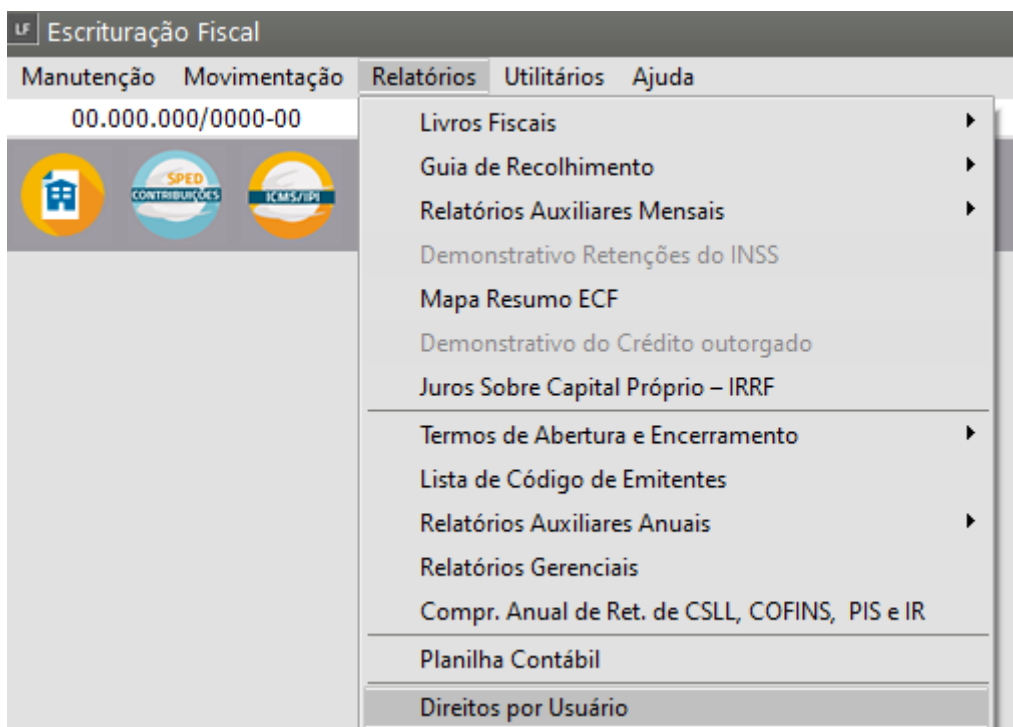 LF Escrituração Fiscal
Manutenção Movimentação Relatórios Utilitários Ajuda
00.000.000/0000-00
SPED
CONTRIBUIÇÕES
ICMS/IPI
Livros Fiscais
Guia de Recolhimento
Relatórios Auxiliares Mensais
Demonstrativo Retenções do INSS
Mapa Resumo ECF
Demonstrativo do Crédito outorgado
Juros Sobre Capital Próprio – IRRF
Termos de Abertura e Encerramento
Lista de Código de Emitentes
Relatórios Auxiliares Anuais
Relatórios Gerenciais
Compr. Anual de Ret. de CSLL, COFINS, PIS e IR
Planilha Contábil
Direitos por Usuário